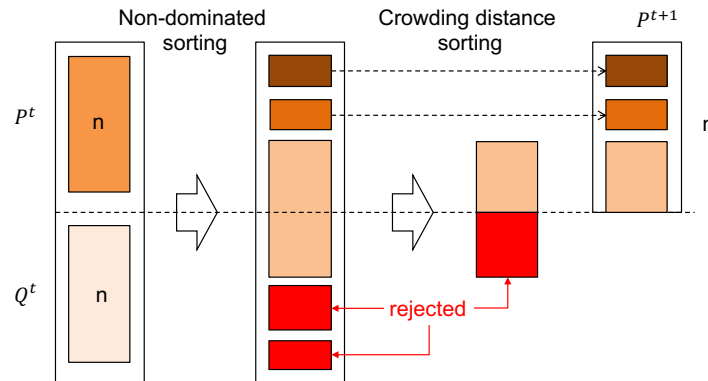 Non-dominated
sorting
Crowding distance
sorting
P^{t+1}
P^t
n
Q^t
n
rejected